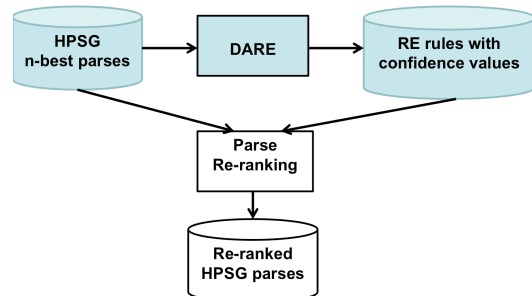 HPSG
n-best parses
DARE
RE rules with
confidence values
Parse
Re-ranking
Re-ranked
HPSG parses